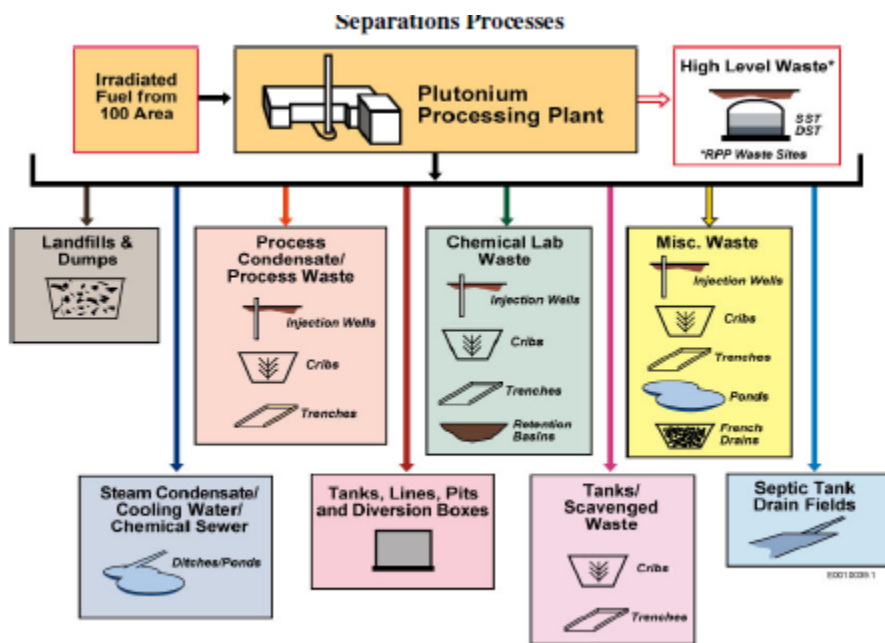 Separations Processes
Irradiated
Fuel from
100 Area
Plutonium
Processing Plant
High Level Waste*
SST
DST
*RPP Waste Sites
Landfills &
Dumps
Process
Condensate/
Process Waste
Injection Wells
Cribs
Trenches
Chemical Lab
Waste
Injection Wells
Cribs
Trenches
Retention
Basins
Misc. Waste
Injection Wells
Cribs
Trenches
Ponds
French
Drains
Steam Condensate/
Cooling Water/
Chemical Sewer
Ditches/Ponds
Tanks, Lines, Pits
and Diversion Boxes
Tanks/
Scavenged
Waste
Cribs
Trenches
Septic Tank
Drain Fields
E0010039.1